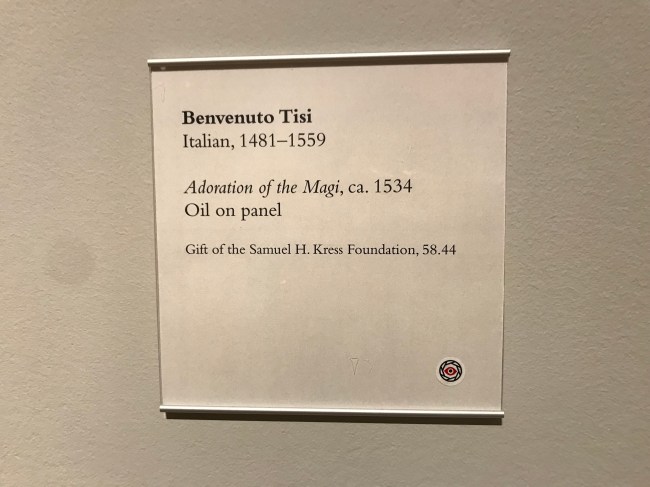 Benvenuto Tisi
Italian, 1481–1559
Adoration of the Magi, ca. 1534
Oil on panel
Gift of the Samuel H. Kress Foundation, 58.44